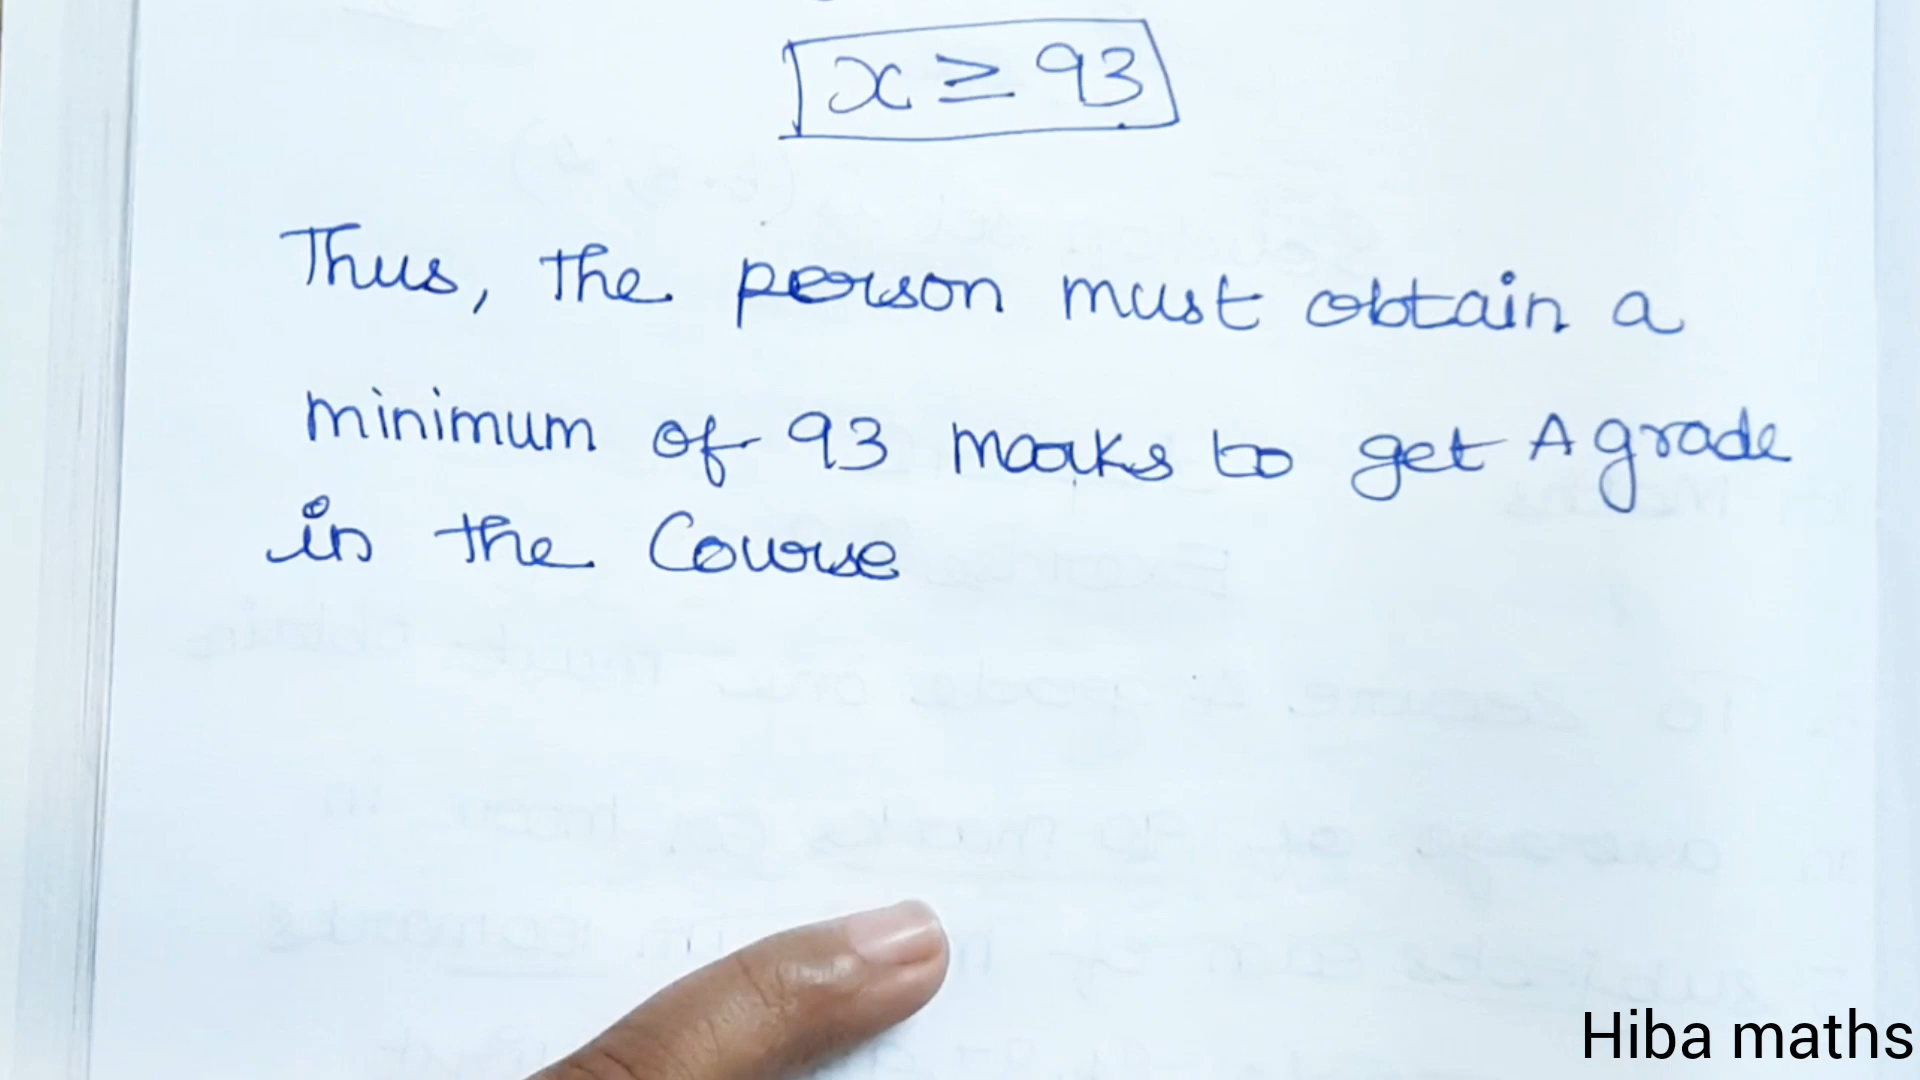 x ≥ 93
Thus, the person must obtain a
minimum of 93 marks to get A grade
in the Course
Hiba maths